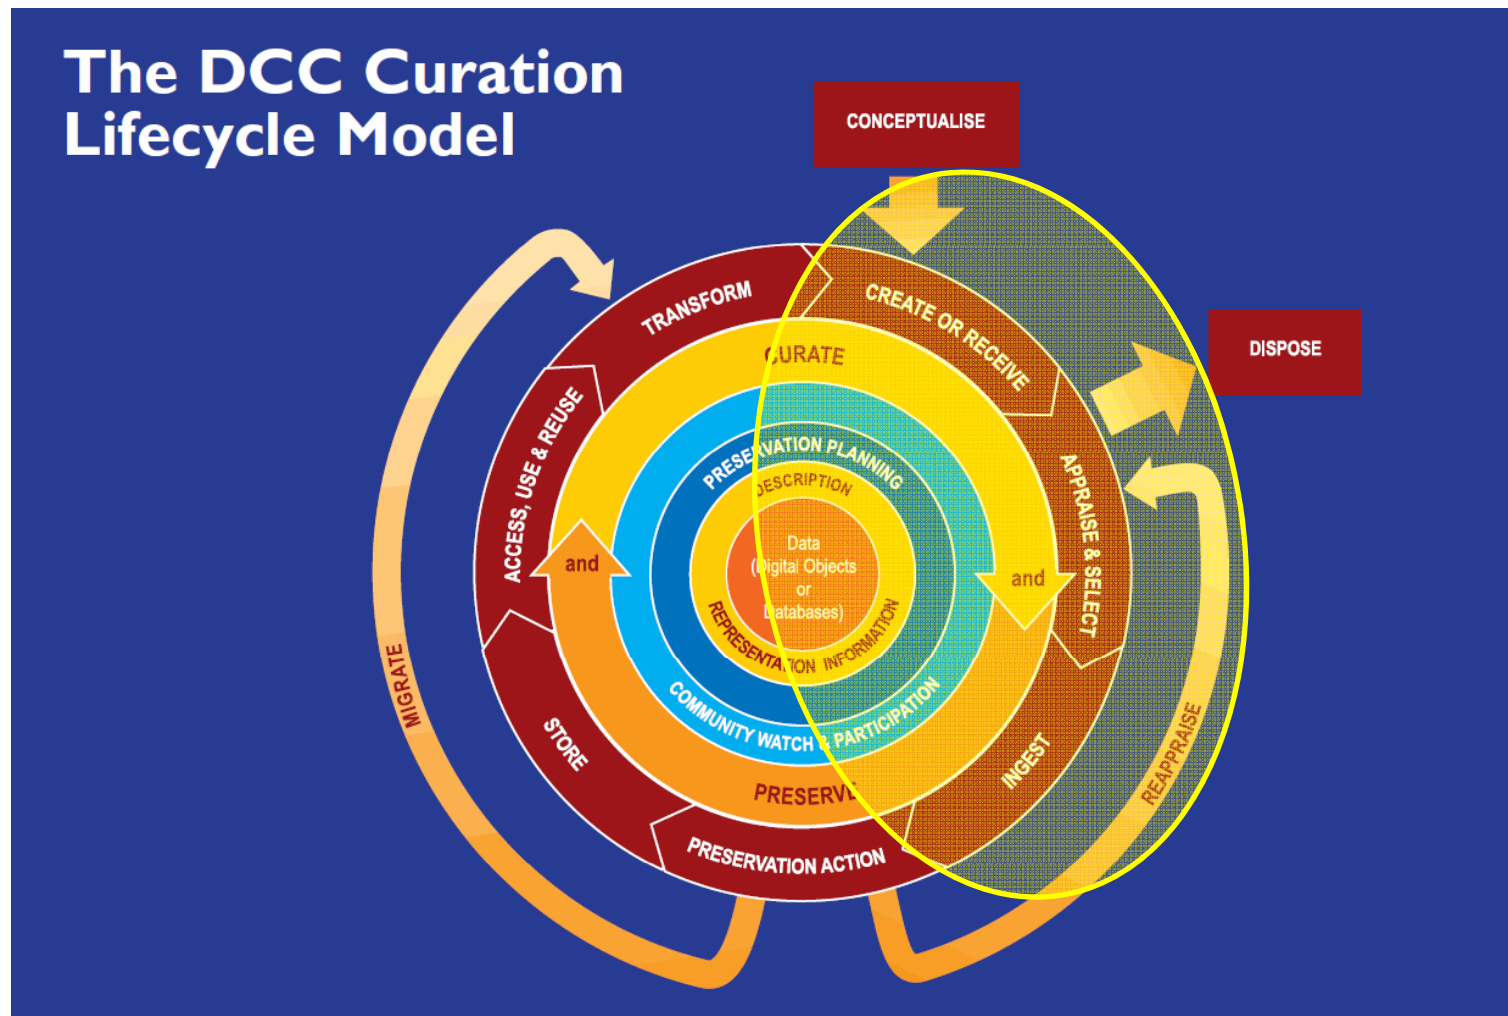 The DCC Curation
Lifecycle Model
CONCEPTUALISE
DISPOSE
TRANSFORM
CREATE OR RECEIVE
APPRAISE & SELECT
INGEST
PRESERVATION ACTION
STORE
ACCESS, USE & REUSE
CURATE
and
PRESERVE
and
PRESERVATION PLANNING
COMMUNITY WATCH & PARTICIPATION
DESCRIPTION
REPRESENTATION INFORMATION
Data
(Digital Objects
or
Databases)
MIGRATE
REAPPRAISE